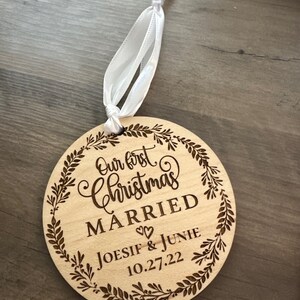 Our first
Christmas
MARRIED
JOESIF & JUNIE
10.27.22